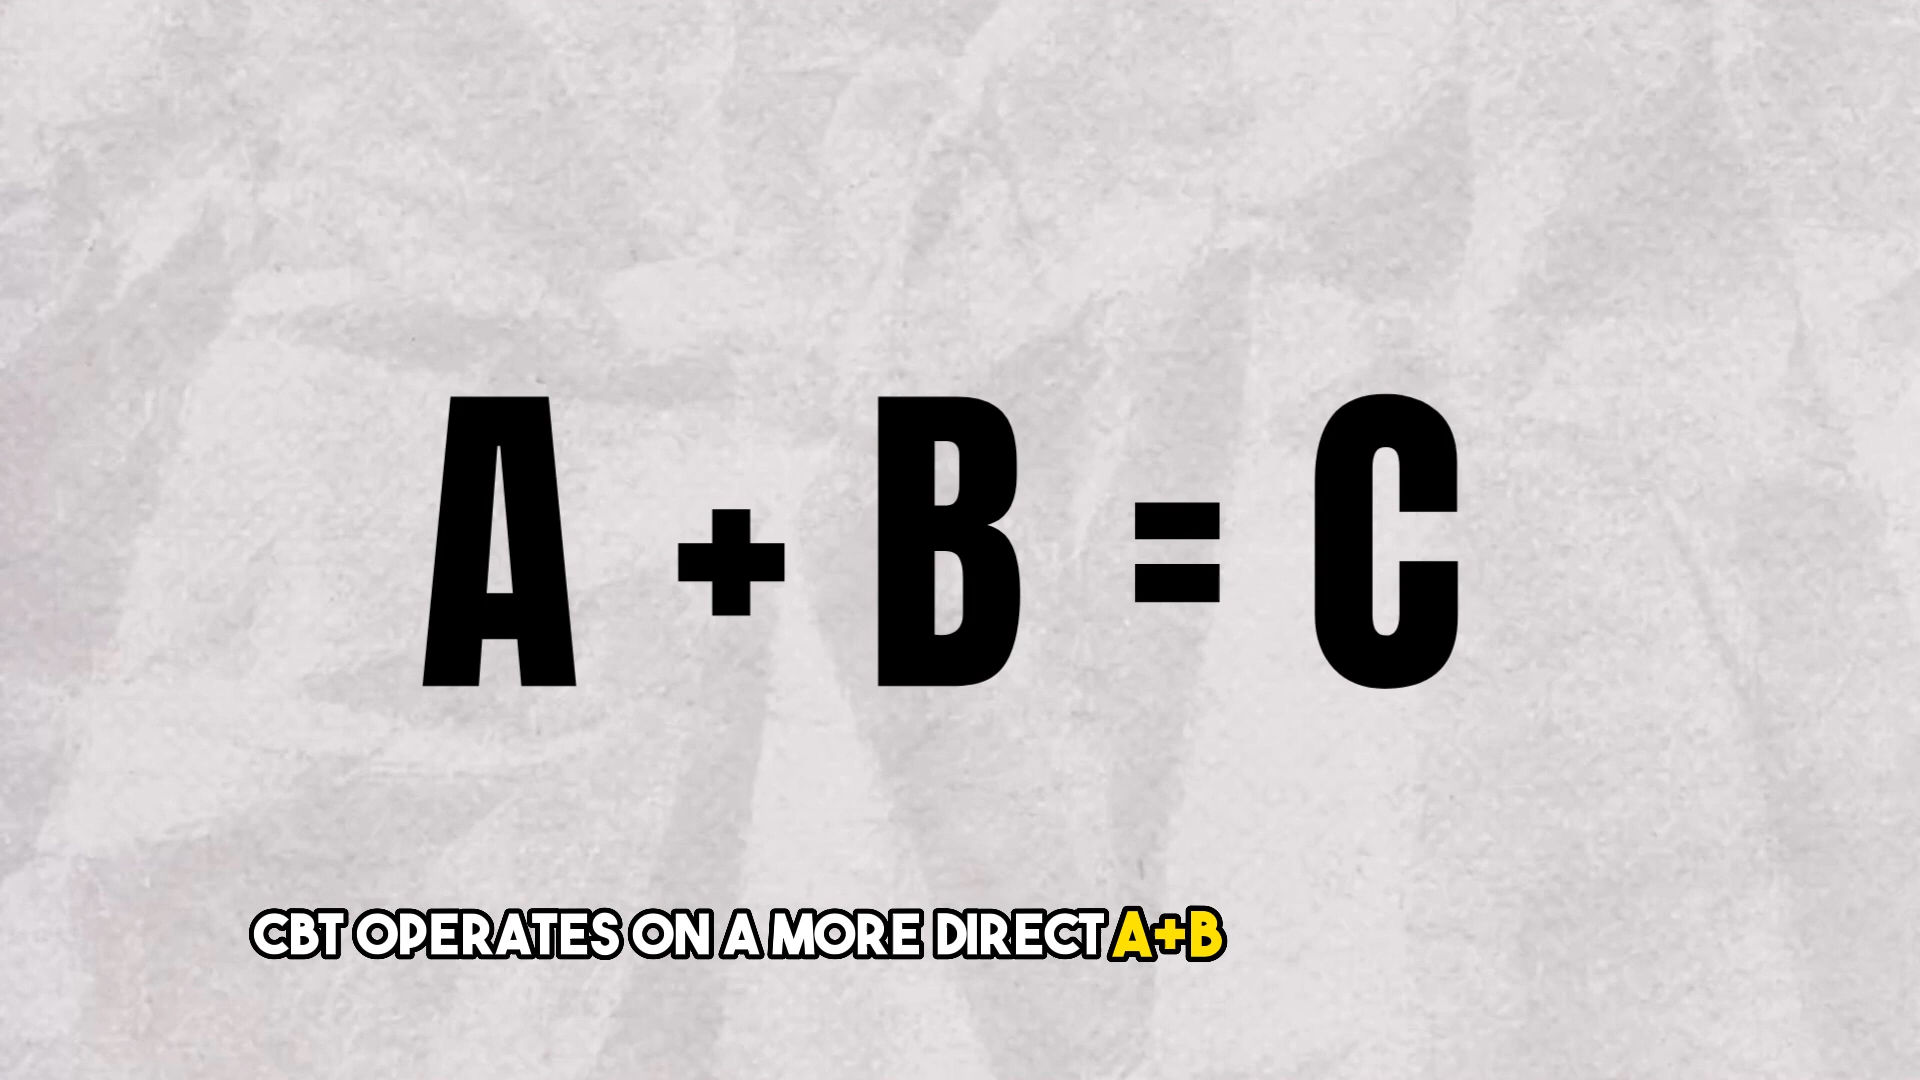 A + B = C
CBT OPERATES ON A MORE DIRECT A+B